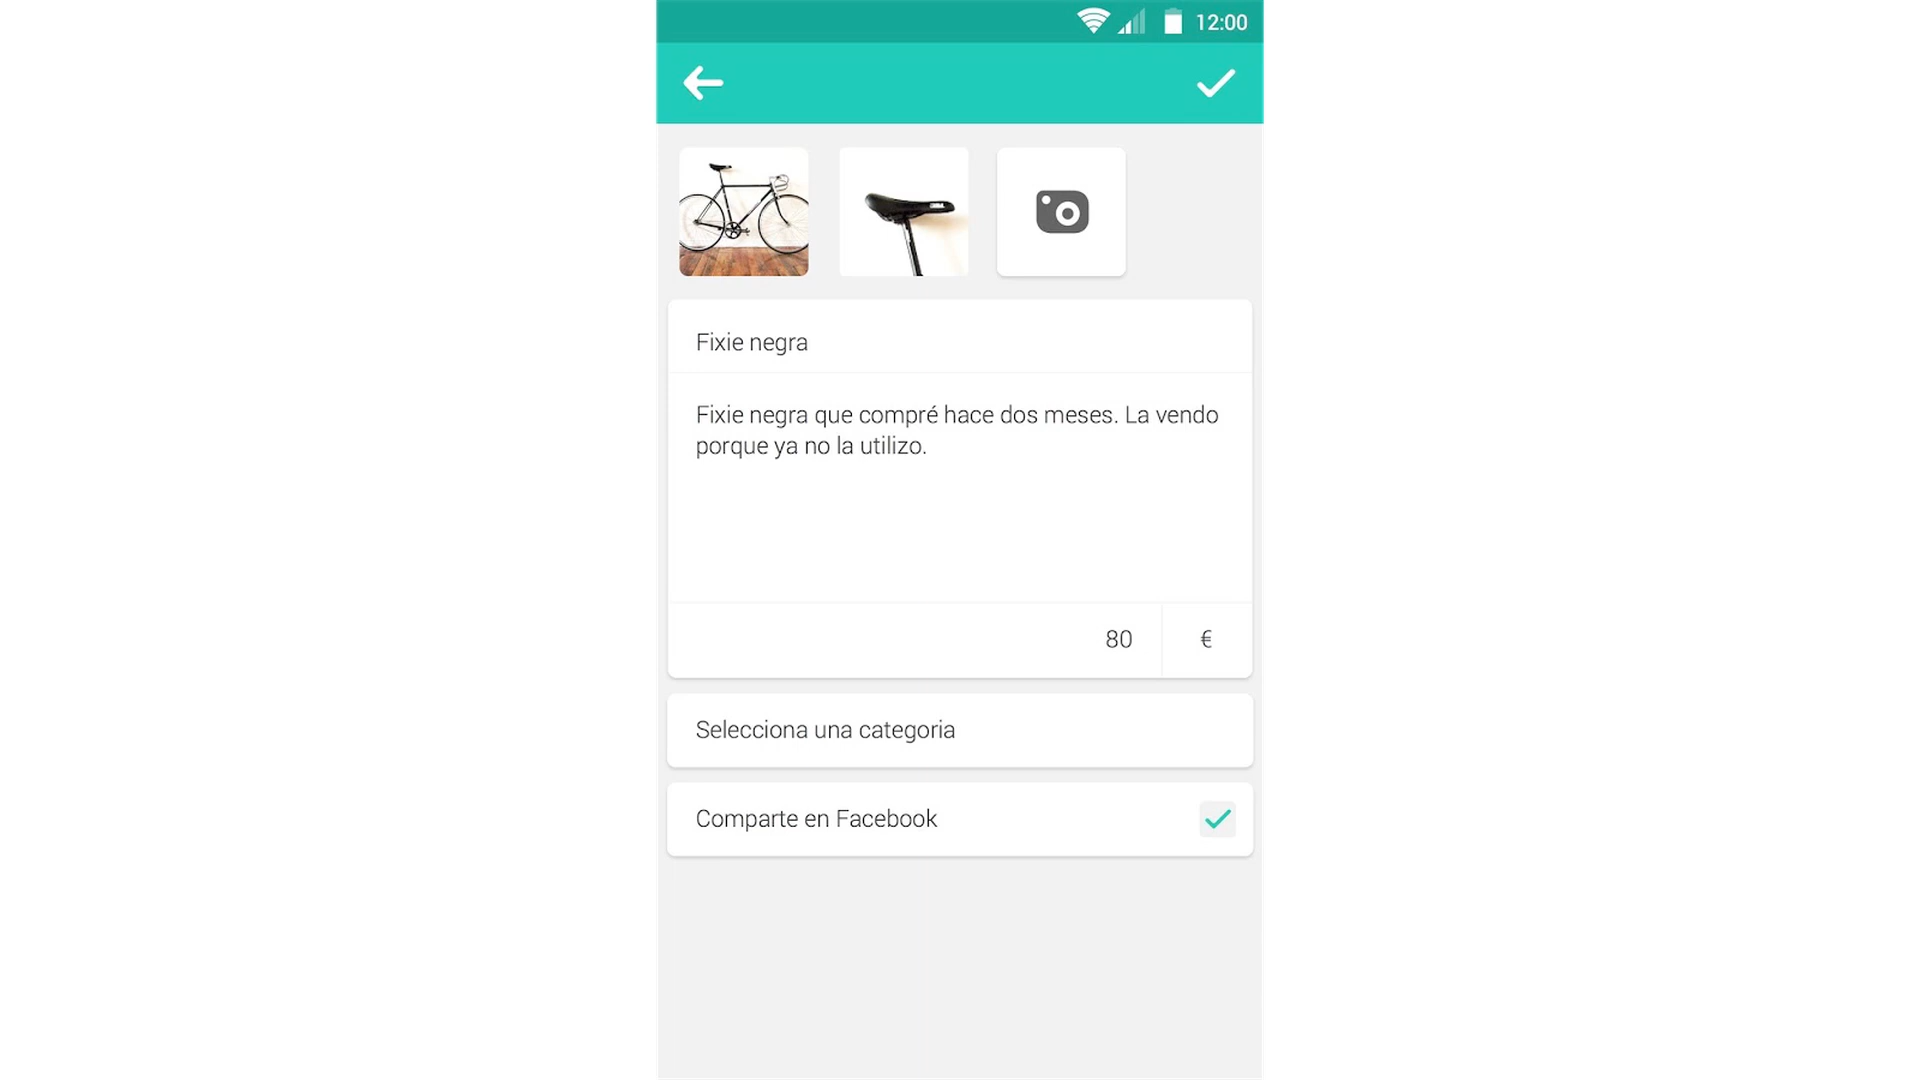 12:00
Fixie negra
Fixie negra que compré hace dos meses. La vendo
porque ya no la utilizo.
80 €
Selecciona una categoria
Comparte en Facebook